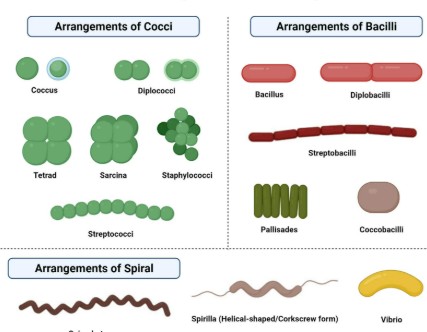 Arrangements of Cocci
Arrangements of Bacilli
Coccus
Diplococci
Bacillus
Diplobacilli
Streptobacilli
Tetrad
Sarcina
Staphylococci
Pallisades
Coccobacilli
Streptococci
Arrangements of Spiral
Spirilla (Helical-shaped/Corkscrew form)
Vibrio